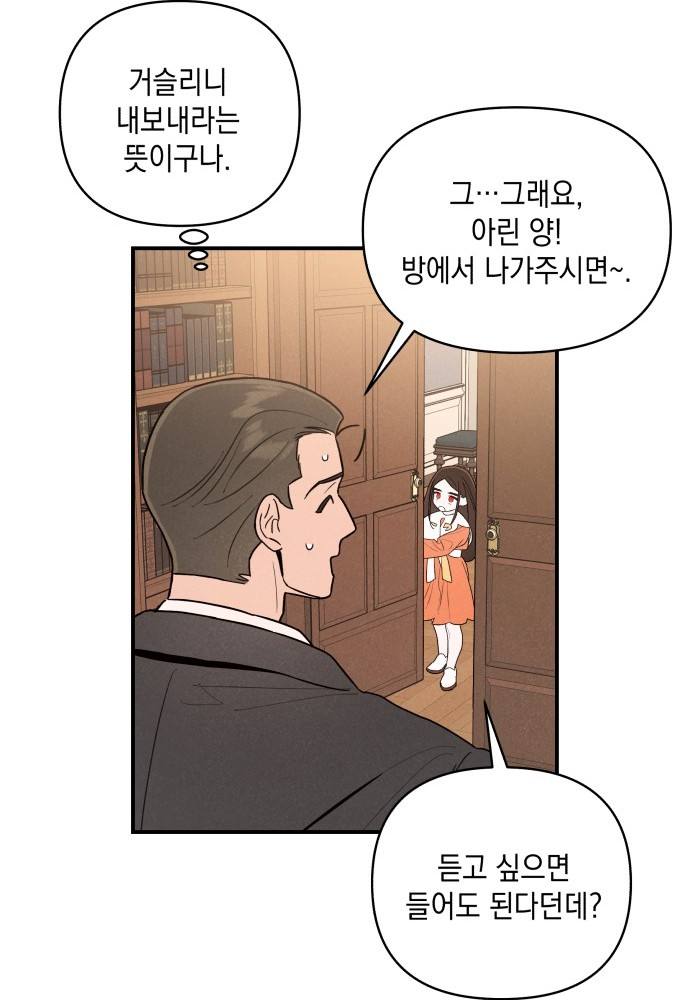 거슬리니
내보내라는
뜻이구나.
그…그래요,
아린 양!
방에서 나가주시면~.
듣고 싶으면
들어도 된다던데?